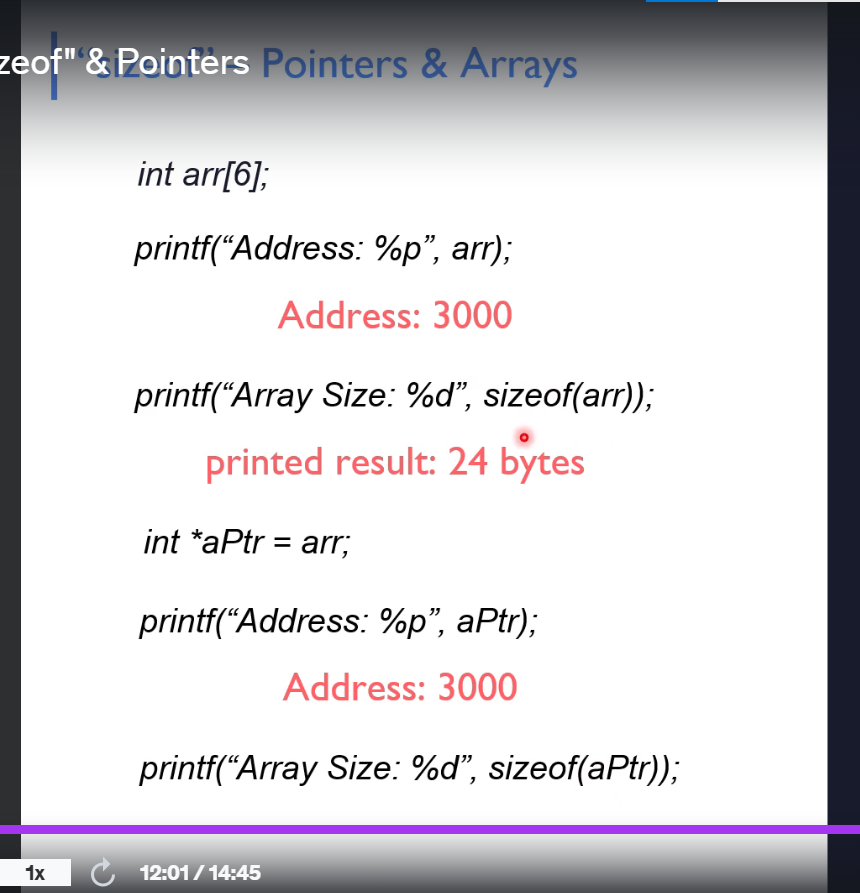 zeof" & Pointers
“sizeof” – Pointers & Arrays
int arr[6];
printf(“Address: %p”, arr);
Address: 3000
printf(“Array Size: %d”, sizeof(arr));
printed result: 24 bytes
int *aPtr = arr;
printf(“Address: %p”, aPtr);
Address: 3000
printf(“Array Size: %d”, sizeof(aPtr));
1x 12:01 / 14:45